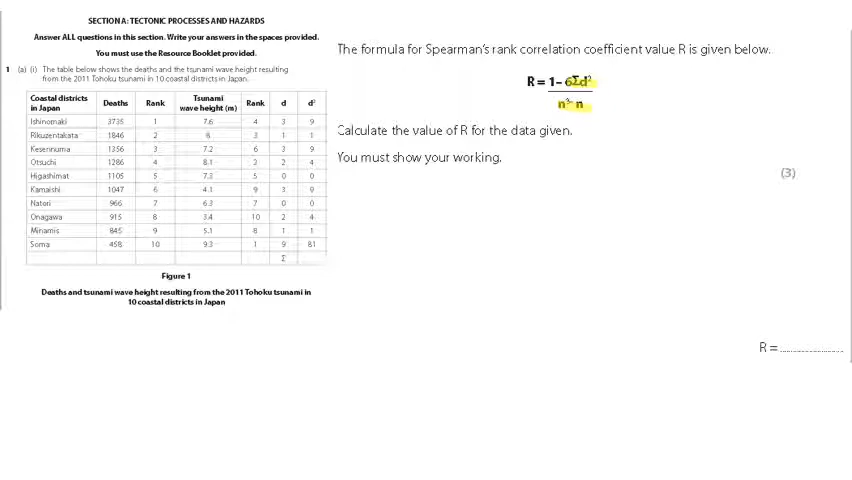 SECTION A: TECTONIC PROCESSES AND HAZARDS
Answer ALL questions in this section. Write your answers in the spaces provided.
You must use the Resource Booklet provided.
1 (a) (i) The table below shows the deaths and the tsunami wave height resulting
from the 2011 Tohoku tsunami in 10 coastal districts in Japan.
Coastal districts in Japan Deaths Rank Tsunami wave height (m) Rank d d²
Ishinomaki 3735 1 7.6 4 3 9
Rikuzentakata 1846 2 8 3 1 1
Kesennuma 1356 3 7.2 6 3 9
Otsuchi 1286 4 8.1 2 2 4
Higashimat 1105 5 7.3 5 0 0
Kamaishi 1047 6 4.1 9 3 9
Natori 966 7 6.3 7 0 0
Onagawa 915 8 3.4 10 2 4
Minamis 845 9 5.1 8 1 1
Soma 458 10 9.3 1 9 81
Σ
Figure 1
Deaths and tsunami wave height resulting from the 2011 Tohoku tsunami in
10 coastal districts in Japan
The formula for Spearman's rank correlation coefficient value R is given below.
R = 1– 6Σd²
n³– n
Calculate the value of R for the data given.
You must show your working.
(3)
R = ........................